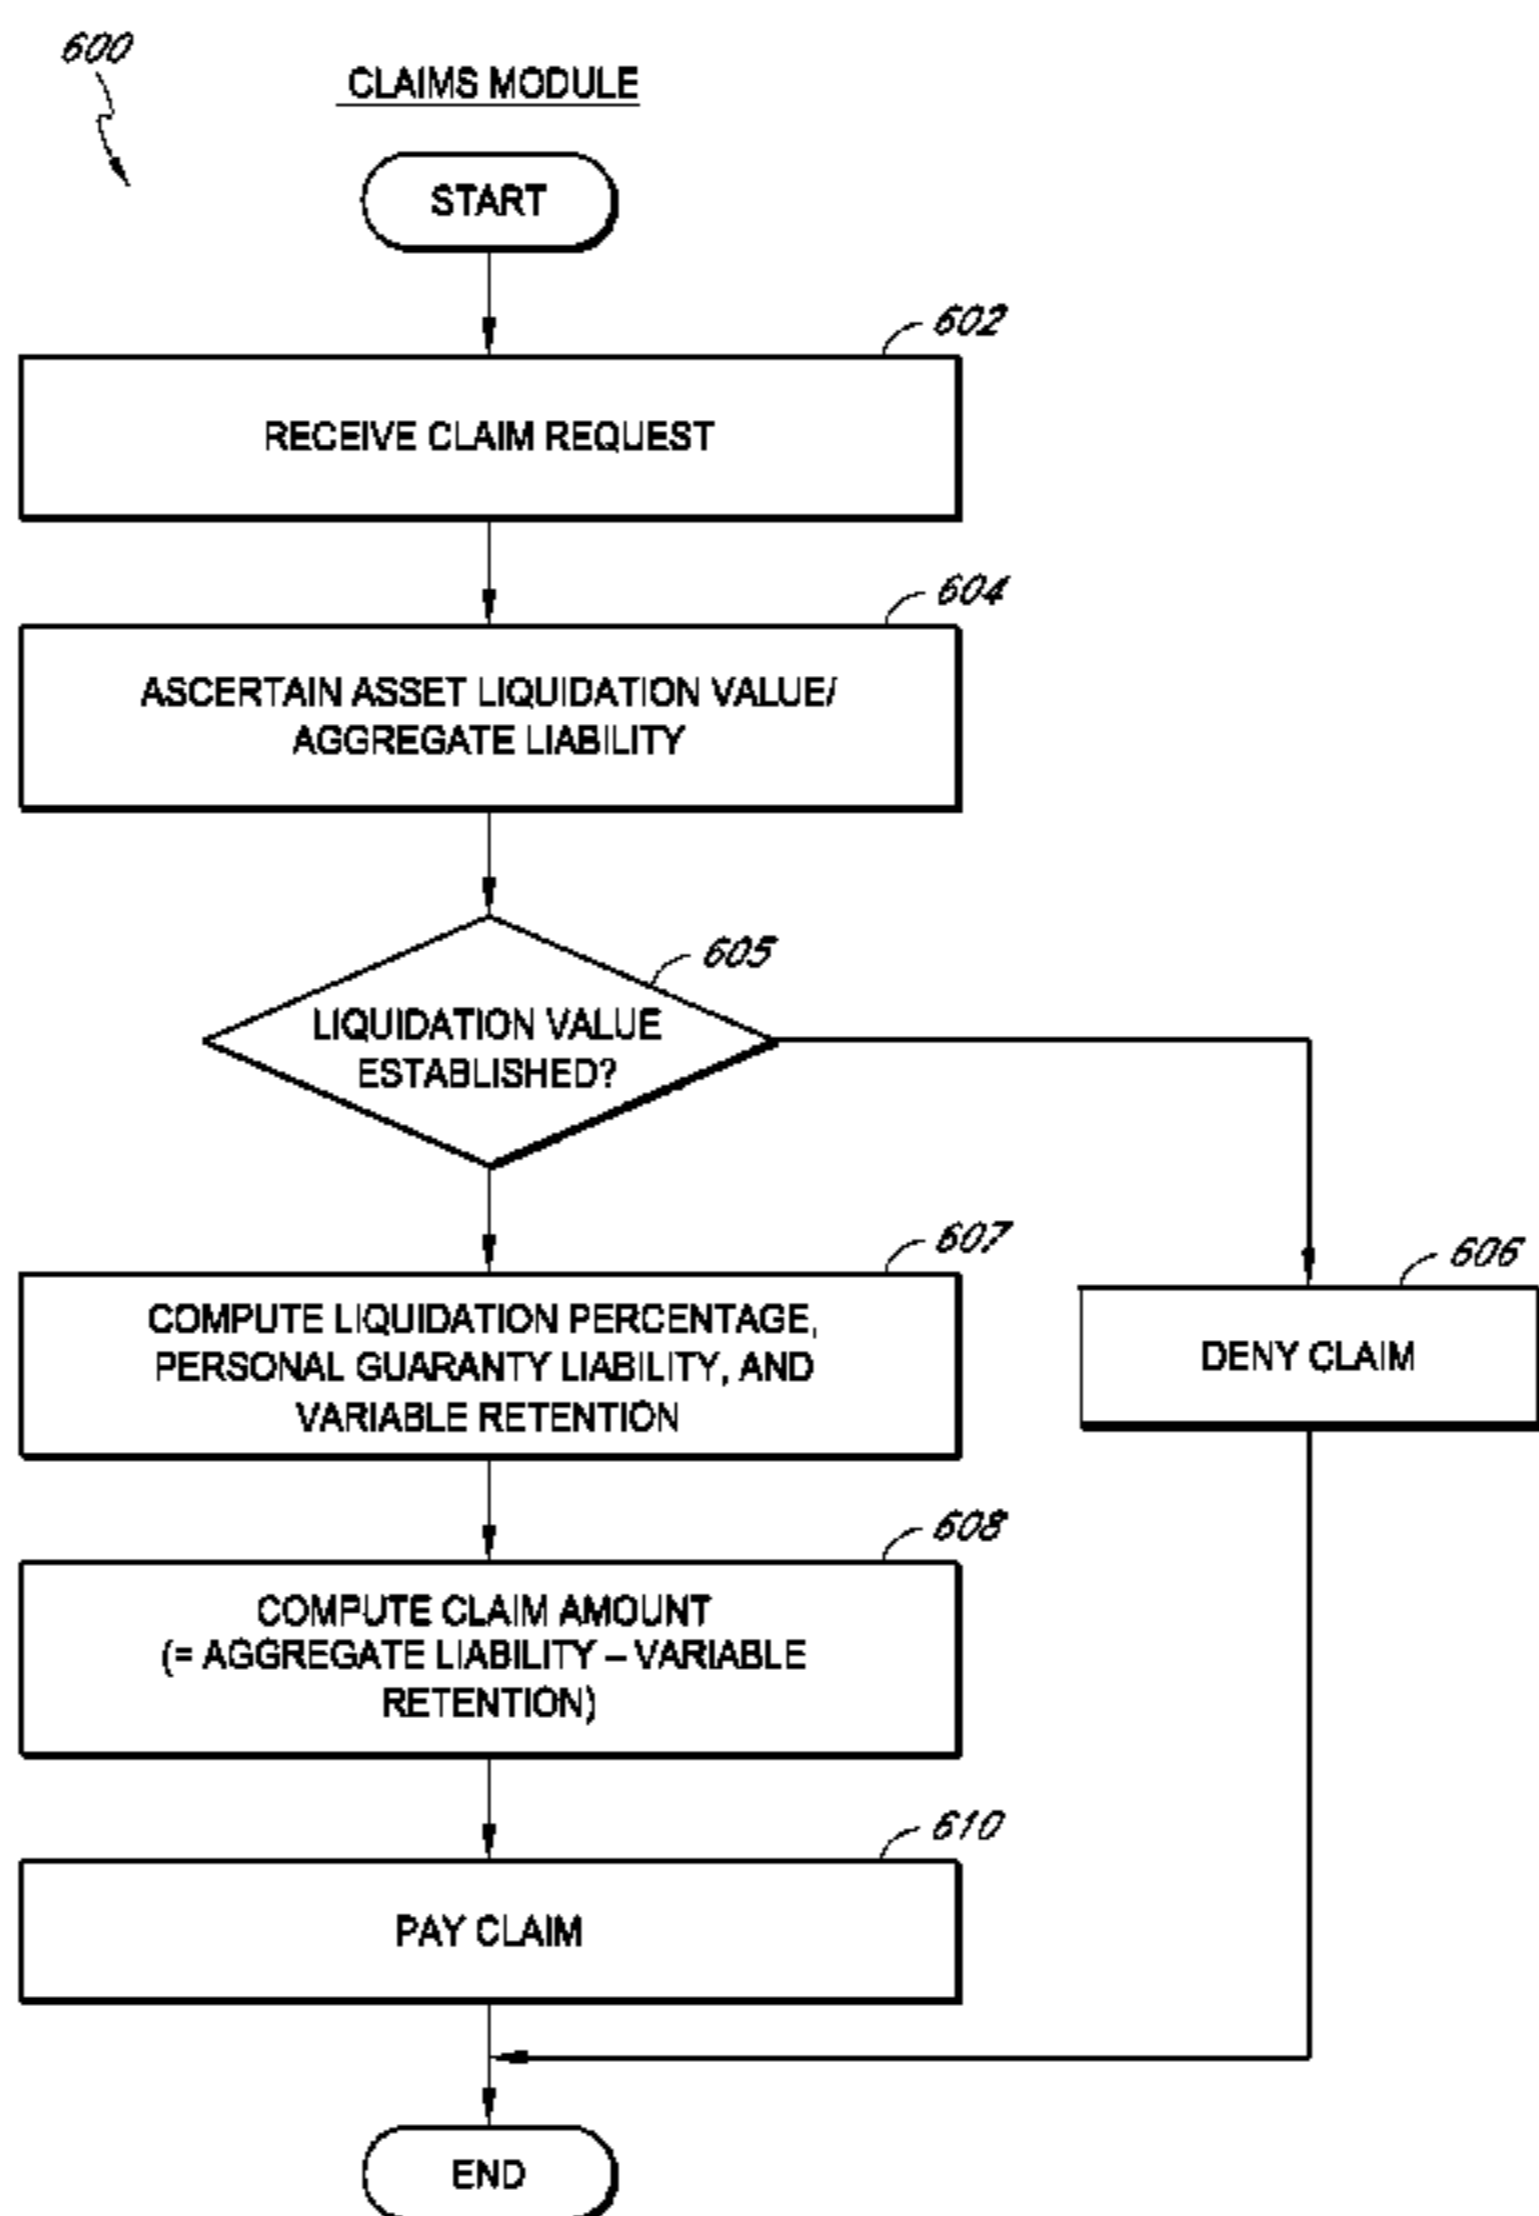 600
CLAIMS MODULE
START
602
RECEIVE CLAIM REQUEST
604
ASCERTAIN ASSET LIQUIDATION VALUE/
AGGREGATE LIABILITY
605
LIQUIDATION VALUE
ESTABLISHED?
607
COMPUTE LIQUIDATION PERCENTAGE,
PERSONAL GUARANTY LIABILITY, AND
VARIABLE RETENTION
606
DENY CLAIM
608
COMPUTE CLAIM AMOUNT
(= AGGREGATE LIABILITY – VARIABLE
RETENTION)
610
PAY CLAIM
END